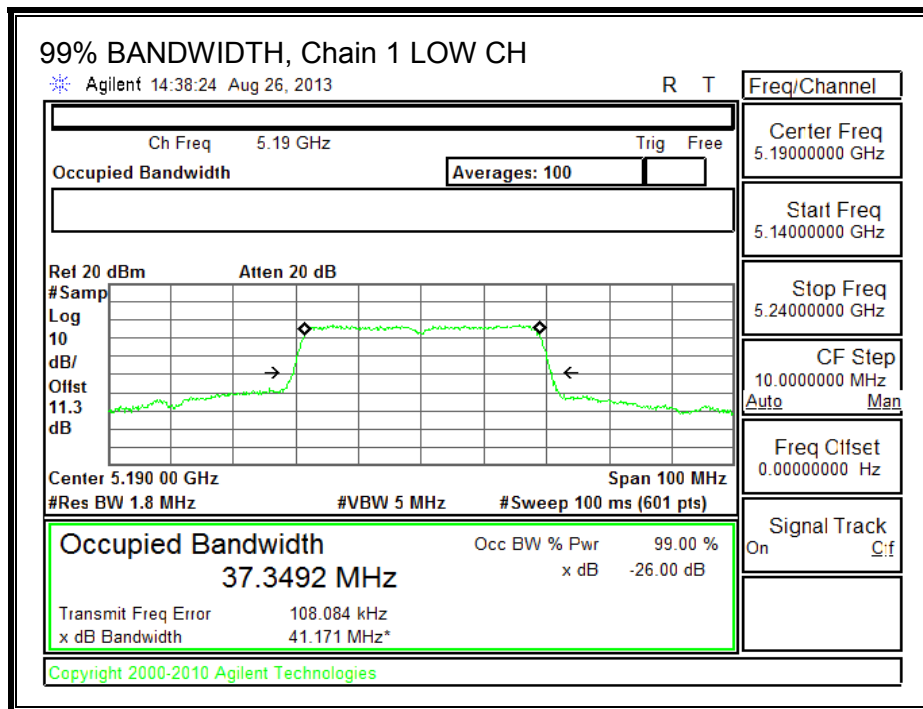 99% BANDWIDTH, Chain 1 LOW CH
Agilent 14:38:24 Aug 26, 2013 R T
Ch Freq 5.19 GHz Trig Free
Occupied Bandwidth Averages: 100
Ref 20 dBm Atten 20 dB
#Samp
Log
10
dB/
Offst
11.3
dB
Center 5.190 00 GHz Span 100 MHz
#Res BW 1.8 MHz #VBW 5 MHz #Sweep 100 ms (601 pts)
Occupied Bandwidth Occ BW % Pwr 99.00 %
37.3492 MHz x dB -26.00 dB
Transmit Freq Error 108.084 kHz
x dB Bandwidth 41.171 MHz*
Copyright 2000-2010 Agilent Technologies
Freq/Channel
Center Freq
5.19000000 GHz
Start Freq
5.14000000 GHz
Stop Freq
5.24000000 GHz
CF Step
10.0000000 MHz
Auto Man
Freq Offset
0.00000000 Hz
Signal Track
On Off